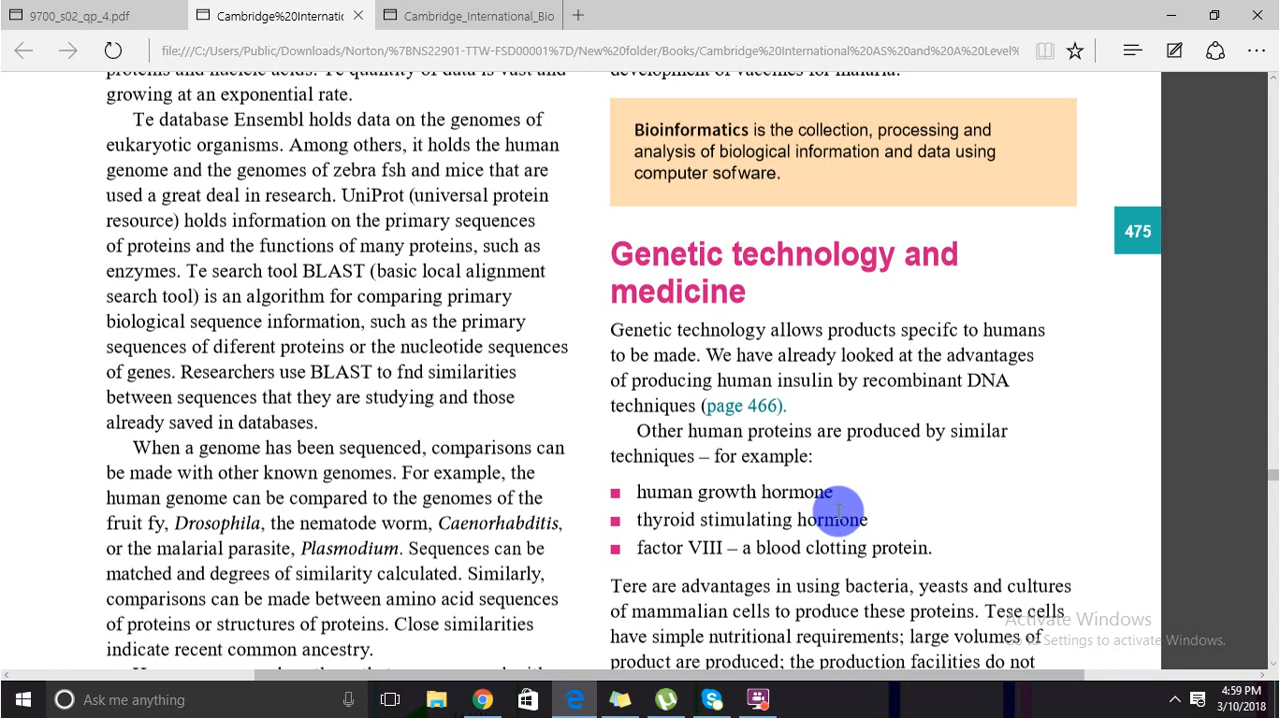 9700_s02_qp_4.pdf
Cambridge%20Internatic
Cambridge_International_Bio
file:///C:/Users/Public/Downloads/Norton/%7BNS22901-TTW-FSD00001%7D/New%20folder/Books/Cambridge%20International%20AS%20and%20A%20Level%
growing at an exponential rate.
Te database Ensembl holds data on the genomes of
eukaryotic organisms. Among others, it holds the human
genome and the genomes of zebra fsh and mice that are
used a great deal in research. UniProt (universal protein
resource) holds information on the primary sequences
of proteins and the functions of many proteins, such as
enzymes. Te search tool BLAST (basic local alignment
search tool) is an algorithm for comparing primary
biological sequence information, such as the primary
sequences of diferent proteins or the nucleotide sequences
of genes. Researchers use BLAST to fnd similarities
between sequences that they are studying and those
already saved in databases.
When a genome has been sequenced, comparisons can
be made with other known genomes. For example, the
human genome can be compared to the genomes of the
fruit fy, Drosophila, the nematode worm, Caenorhabditis,
or the malarial parasite, Plasmodium. Sequences can be
matched and degrees of similarity calculated. Similarly,
comparisons can be made between amino acid sequences
of proteins or structures of proteins. Close similarities
indicate recent common ancestry.
development of vaccines for malaria.
Bioinformatics is the collection, processing and
analysis of biological information and data using
computer sofware.
475
Genetic technology and
medicine
Genetic technology allows products specifc to humans
to be made. We have already looked at the advantages
of producing human insulin by recombinant DNA
techniques (page 466).
Other human proteins are produced by similar
techniques – for example:
■ human growth hormone
■ thyroid stimulating hormone
■ factor VIII – a blood clotting protein.
Tere are advantages in using bacteria, yeasts and cultures
of mammalian cells to produce these proteins. Tese cells
have simple nutritional requirements; large volumes of
product are produced; the production facilities do not
Activate Windows
Go to Settings to activate Windows.
Ask me anything
4:59 PM
3/10/2018